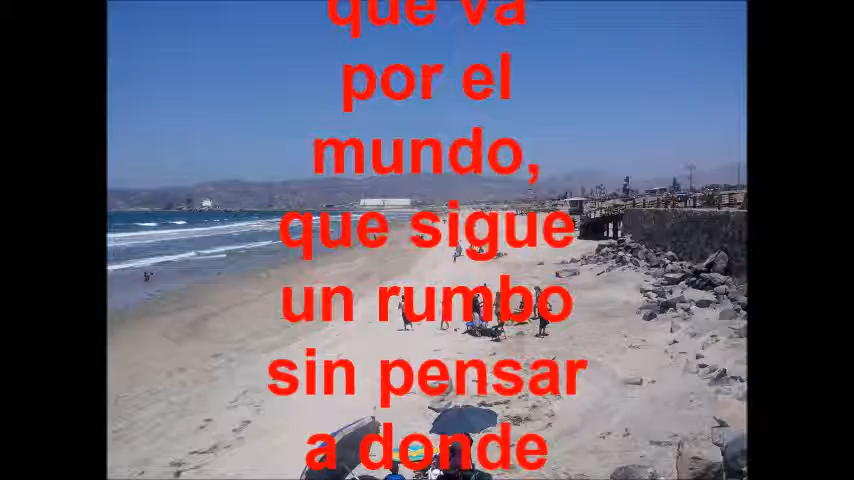 que va
por el
mundo,
que sigue
un rumbo
sin pensar
a donde